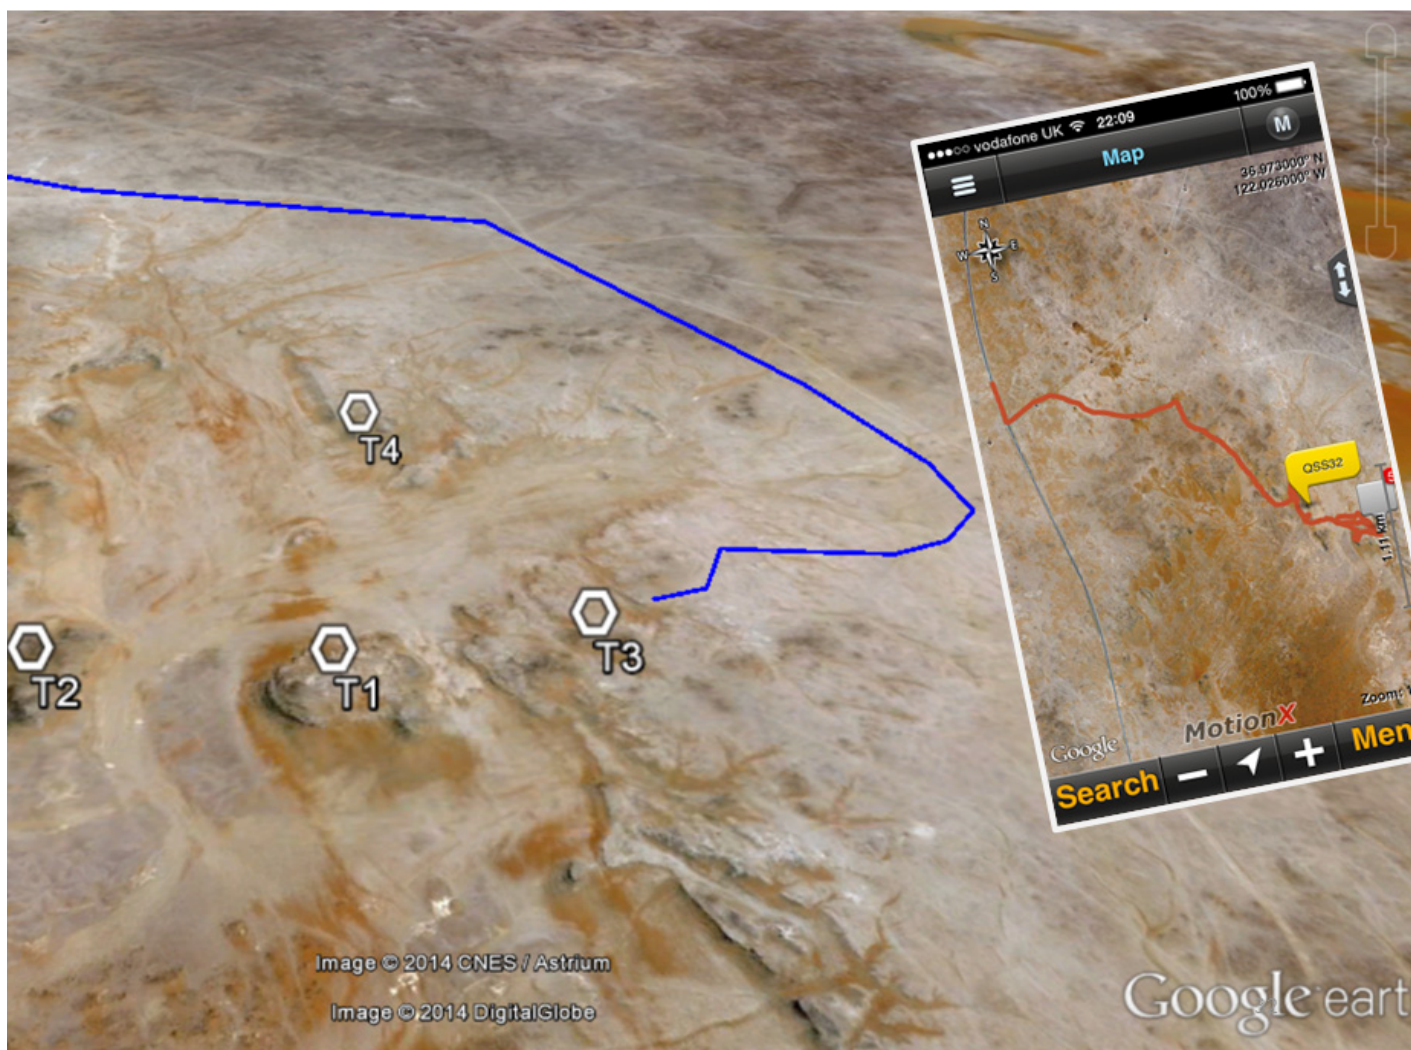 100%
vodafone UK
22:09
M
Map
36.973000° N
122.026000° W
N
W E
S
QSS32
1.11 km
Zoom:
MotionX
Google
Search
Men
T4
T3
T2
T1
Image © 2014 CNES / Astrium
Image © 2014 DigitalGlobe
Google eart